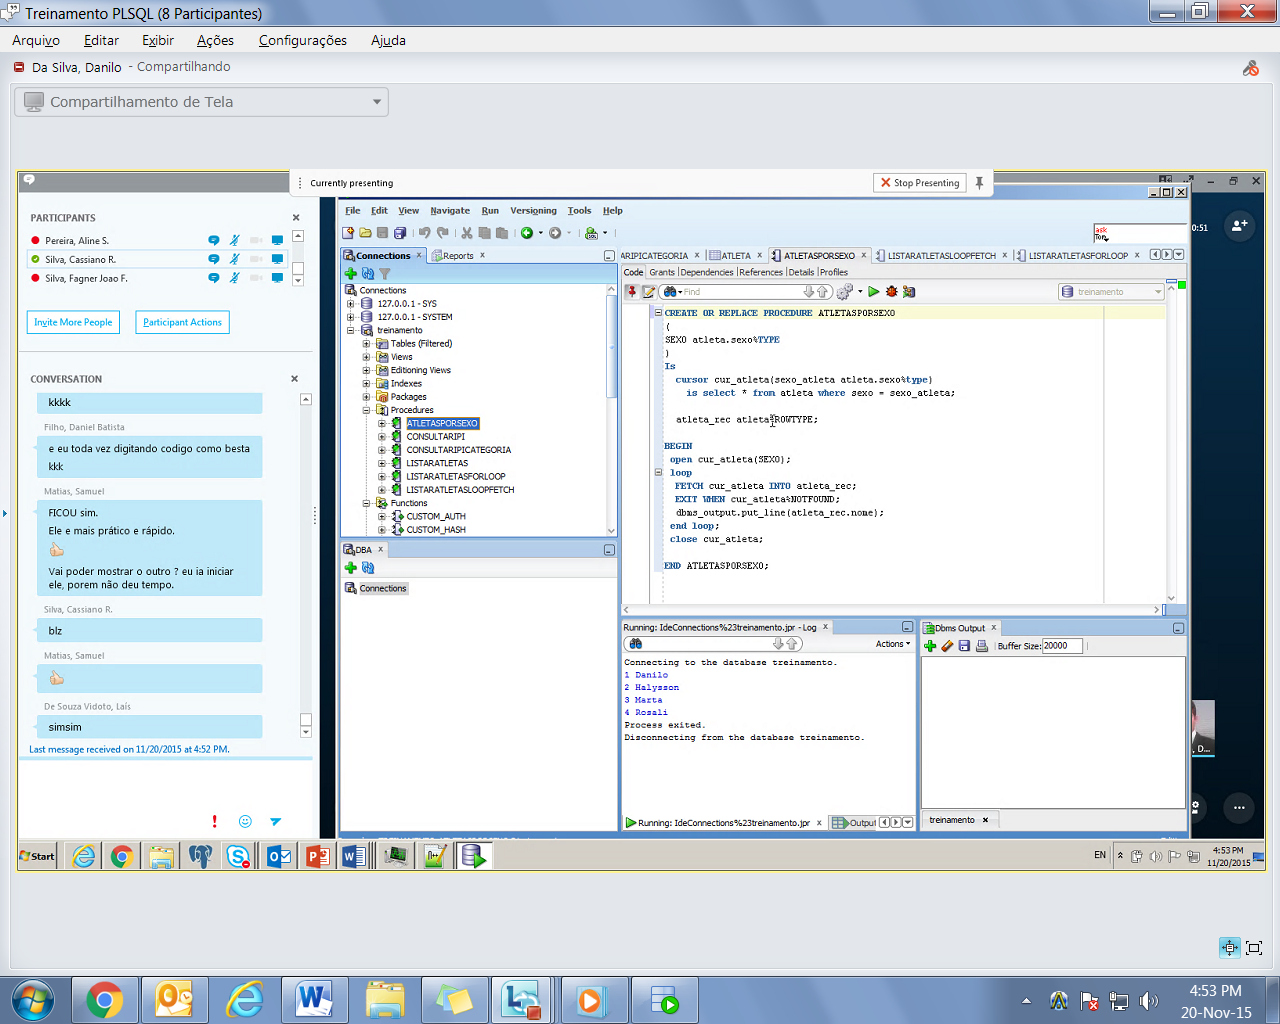 Treinamento PLSQL (8 Participantes)
Arquivo Editar Exibir Ações Configurações Ajuda
Da Silva, Danilo - Compartilhando
Compartilhamento de Tela
Currently presenting
Stop Presenting
PARTICIPANTS
Pereira, Aline S.
Silva, Cassiano R.
Silva, Fagner Joao F.
Invite More People
Participant Actions
CONVERSATION
kkkk
Filho, Daniel Batista
e eu toda vez digitando codigo como besta
kkk
Matias, Samuel
FICOU sim.
Ele e mais prático e rápido.
Vai poder mostrar o outro ? eu ia iniciar
ele, porem não deu tempo.
Silva, Cassiano R.
blz
Matias, Samuel
De Souza Vidoto, Laís
simsim
Last message received on 11/20/2015 at 4:52 PM.
File Edit View Navigate Run Versioning Tools Help
ask
Tom
0:51
Connections
Reports
Connections
127.0.0.1 - SYS
127.0.0.1 - SYSTEM
treinamento
Tables (Filtered)
Views
Editioning Views
Indexes
Packages
Procedures
ATLETASPORSEXO
CONSULTARIPI
CONSULTARIPICATEGORIA
LISTARATLETAS
LISTARATLETASFORLOOP
LISTARATLETASLOOPFETCH
Functions
CUSTOM_AUTH
CUSTOM_HASH
DBA
Connections
ARIPICATEGORIA ATLETA ATLETASPORSEXO LISTARATLETASLOOPFETCH LISTARATLETASFORLOOP
Code Grants Dependencies References Details Profiles
Find
treinamento
CREATE OR REPLACE PROCEDURE ATLETASPORSEXO
(
SEXO atleta.sexo%TYPE
)
Is
cursor cur_atleta(sexo_atleta atleta.sexo%type)
is select * from atleta where sexo = sexo_atleta;
atleta_rec atleta%ROWTYPE;
BEGIN
open cur_atleta(SEXO);
loop
FETCH cur_atleta INTO atleta_rec;
EXIT WHEN cur_atleta%NOTFOUND;
dbms_output.put_line(atleta_rec.nome);
end loop;
close cur_atleta;
END ATLETASPORSEXO;
Running: IdeConnections%23treinamento.jpr - Log
Actions
Connecting to the database treinamento.
1 Danilo
2 Halysson
3 Marta
4 Rosali
Process exited.
Disconnecting from the database treinamento.
Running: IdeConnections%23treinamento.jpr
Output
Dbms Output
Buffer Size: 20000
treinamento
, D...
Start
EN
4:53 PM
11/20/2015
4:53 PM
20-Nov-15